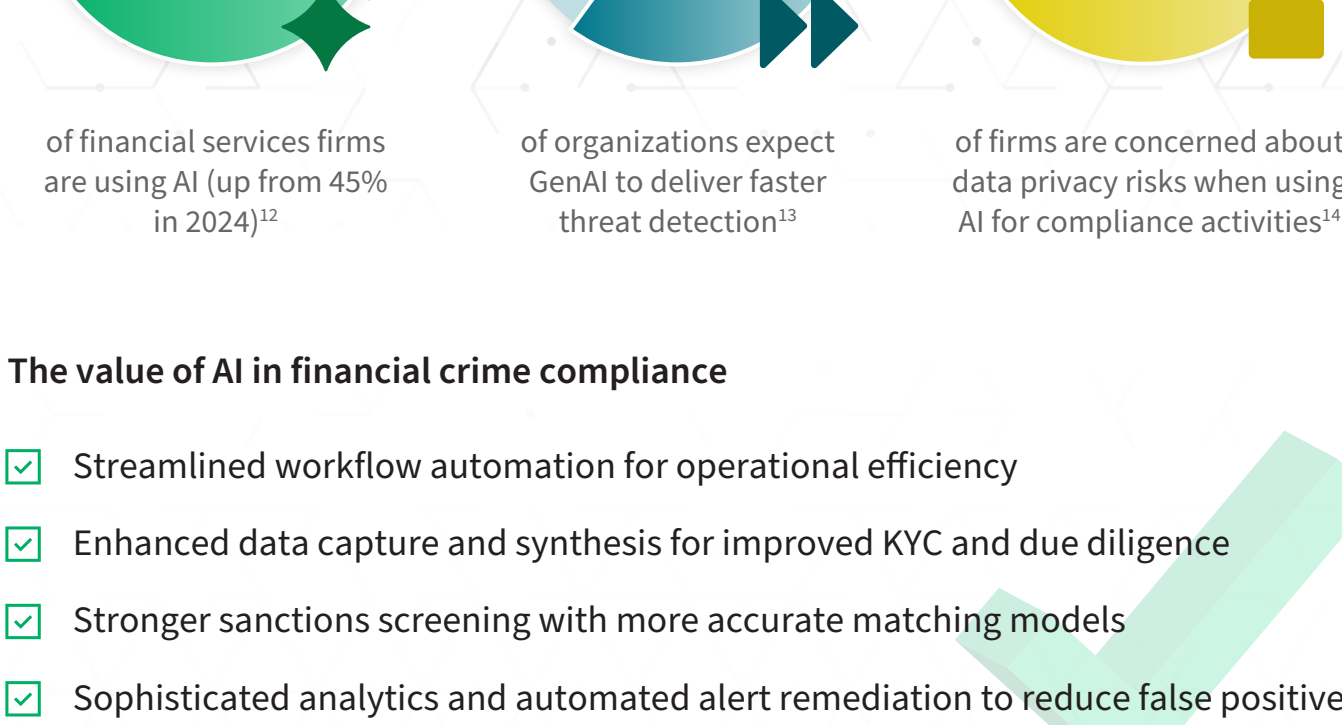 of financial services firms
are using AI (up from 45%
in 2024)¹²
of organizations expect
GenAI to deliver faster
threat detection¹³
of firms are concerned about
data privacy risks when using
AI for compliance activities¹⁴
The value of AI in financial crime compliance
Streamlined workflow automation for operational efficiency
Enhanced data capture and synthesis for improved KYC and due diligence
Stronger sanctions screening with more accurate matching models
Sophisticated analytics and automated alert remediation to reduce false positive